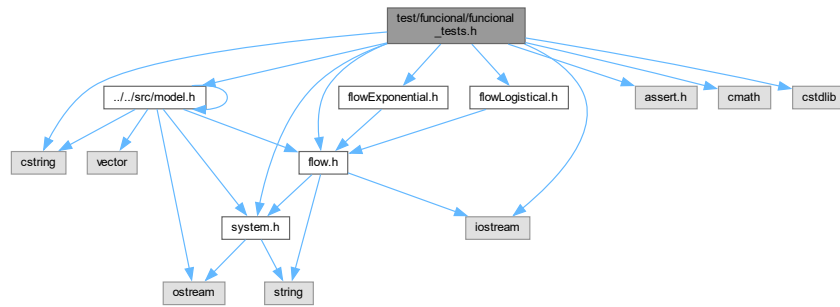 test/funcional/funcional
_tests.h
../../src/model.h
flowExponential.h
flowLogistical.h
assert.h
cmath
cstdlib
cstring
vector
flow.h
system.h
iostream
ostream
string